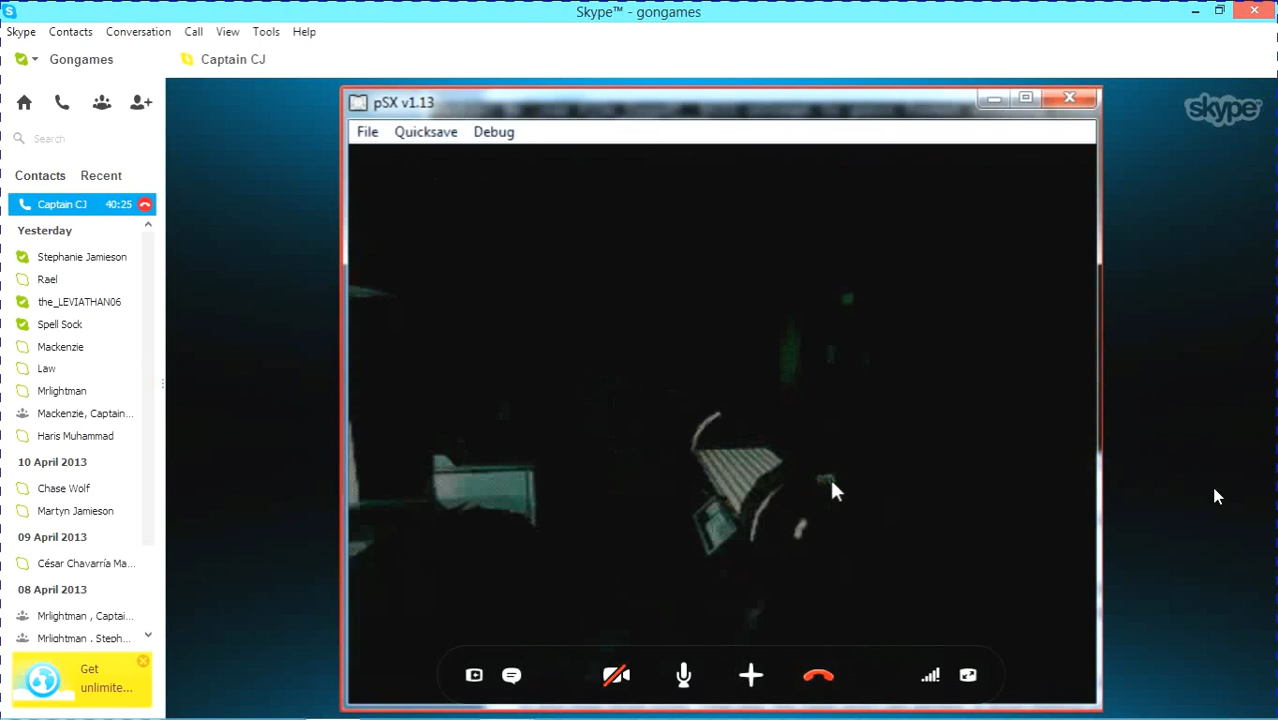 Skype™ - gongames
Skype Contacts Conversation Call View Tools Help
Gongames
Captain CJ
skype
Search
Contacts Recent
Captain CJ 40:25
Yesterday
Stephanie Jamieson
Rael
the_LEVIATHAN06
Spell Sock
Mackenzie
Law
Mrlightman
Mackenzie, Captain...
Haris Muhammad
10 April 2013
Chase Wolf
Martyn Jamieson
09 April 2013
César Chavarría Ma...
08 April 2013
Mrlightman , Captai...
Mrlightman , Steph...
Get
unlimite...
pSX v1.13
File Quicksave Debug